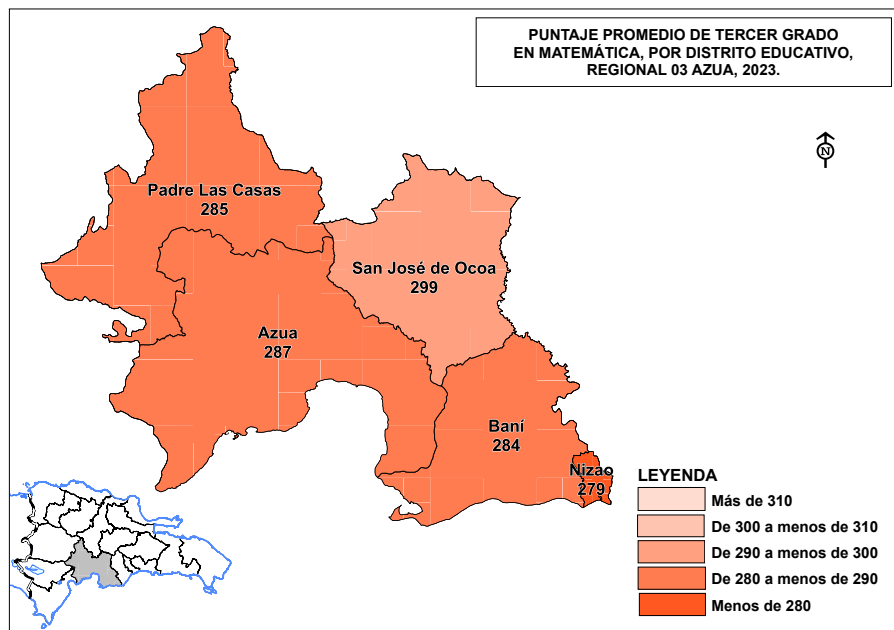 PUNTAJE PROMEDIO DE TERCER GRADO
EN MATEMÁTICA, POR DISTRITO EDUCATIVO,
REGIONAL 03 AZUA, 2023.
N
Padre Las Casas
285
San José de Ocoa
299
Azua
287
Baní
284
Nizao
279
LEYENDA
Más de 310
De 300 a menos de 310
De 290 a menos de 300
De 280 a menos de 290
Menos de 280